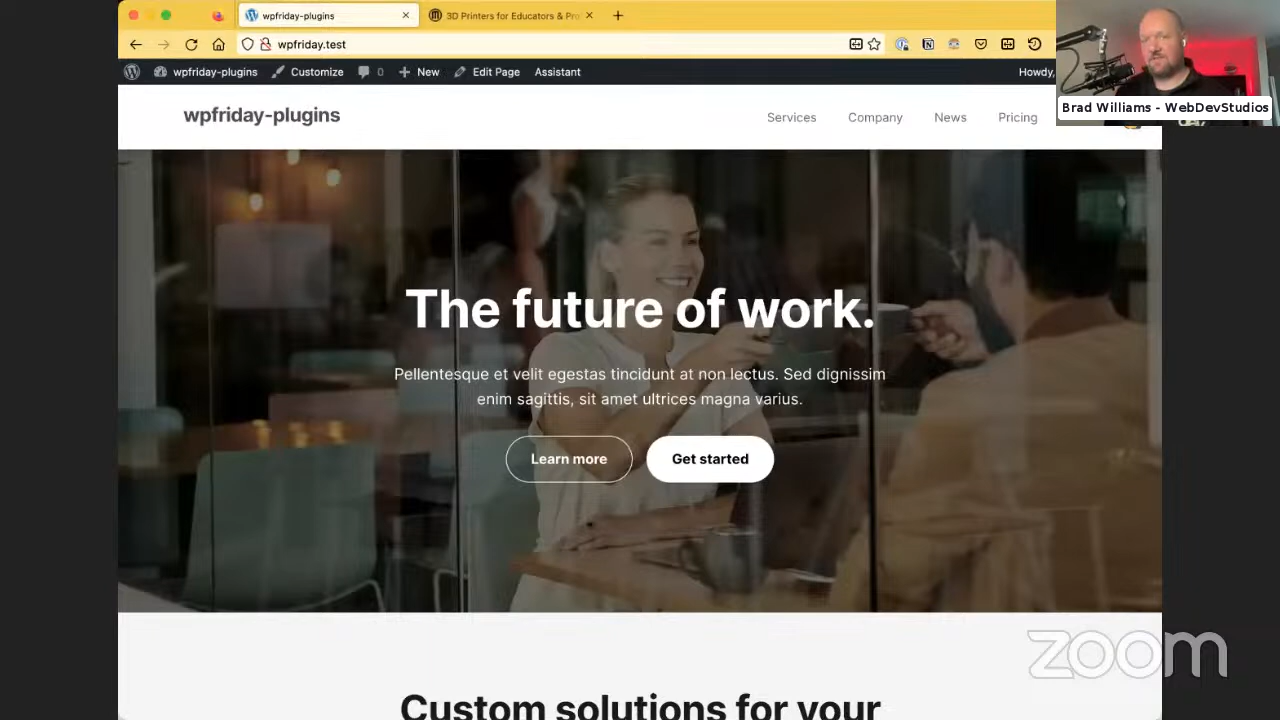 wpfriday-plugins
3D Printers for Educators & Pro
wpfriday.test
wpfriday-plugins
Customize
0
New
Edit Page
Assistant
Howdy,
Brad Williams - WebDevStudios
wpfriday-plugins
Services
Company
News
Pricing
The future of work.
Pellentesque et velit egestas tincidunt at non lectus. Sed dignissim
enim sagittis, sit amet ultrices magna varius.
Learn more
Get started
zoom
Custom solutions for your